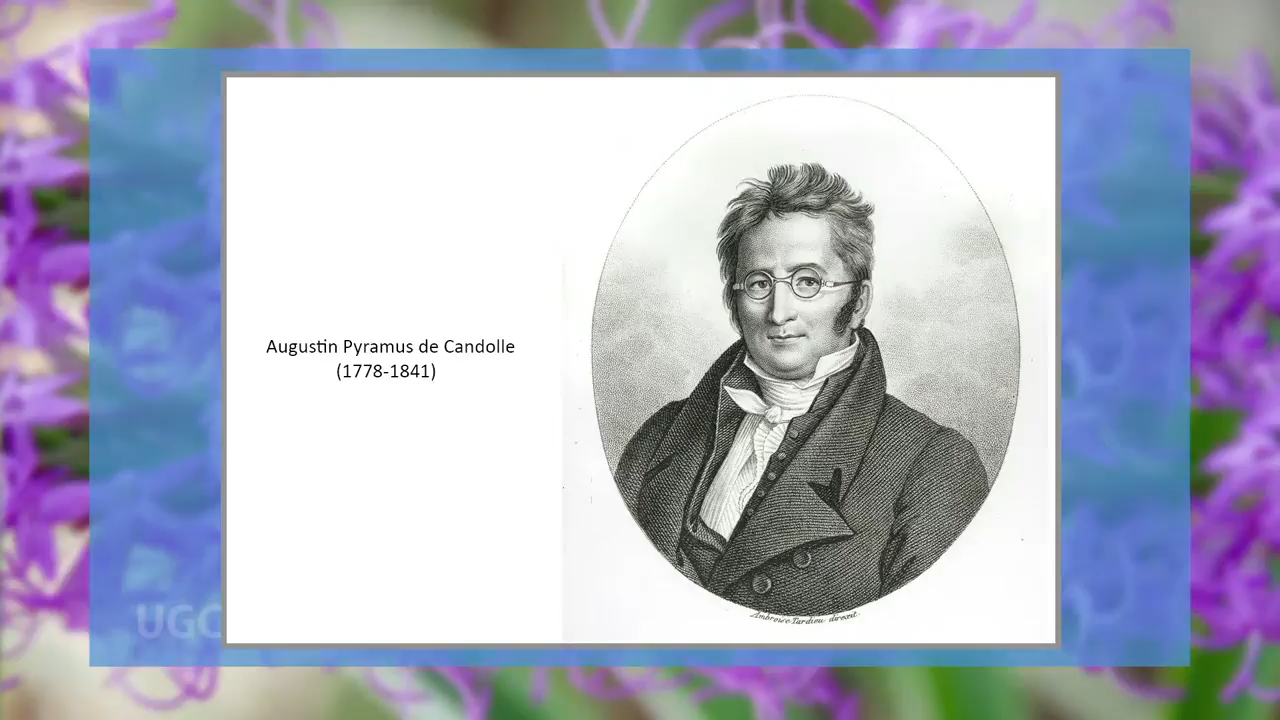 Augustin Pyramus de Candolle
(1778-1841)
Ambroise Tardieu direxit.
UGC